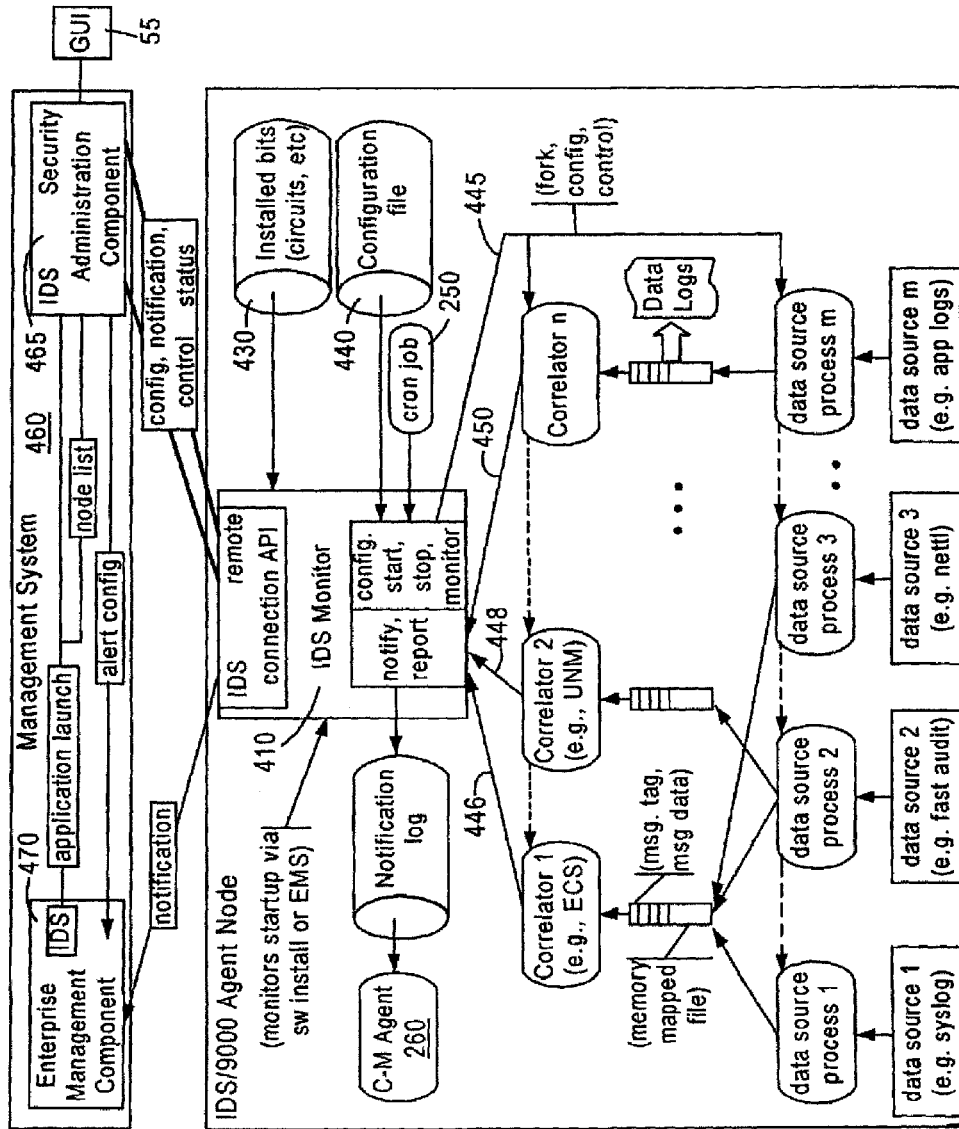 Management System
460
470
Enterprise
Management
Component
IDS
application launch
node list
alert config
465
IDS Security
Administration
Component
GUI
55
notification
config, notification,
control status
IDS/9000 Agent Node
(monitors startup via
sw install or EMS)
410
IDS remote
connection API
IDS Monitor
notify,
report
config.
start,
stop,
monitor
430
Installed bits
(circuits, etc)
440
Configuration
file
cron job
250
Notification
log
C-M Agent
260
446
448
450
445
(fork,
config,
control)
Correlator 1
(e.g., ECS)
Correlator 2
(e.g., UNM)
Correlator n
(msg. tag,
msg data)
(memory
mapped
file)
Data
Logs
data source
process 1
data source
process 2
data source
process 3
data source
process m
data source 1
(e.g. syslog)
data source 2
(e.g. fast audit)
data source 3
(e.g. nettl)
data source m
(e.g. app logs)